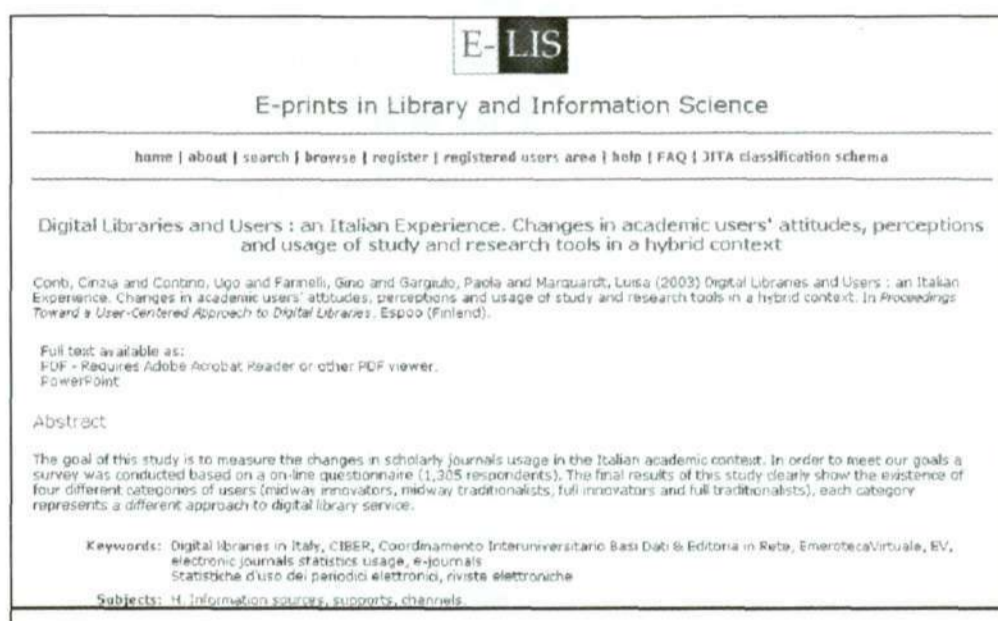 E-LIS
E-prints in Library and Information Science
home | about | search | browse | register | registered users area | help | FAQ | JITA classification schema
Digital Libraries and Users : an Italian Experience. Changes in academic users' attitudes, perceptions
and usage of study and research tools in a hybrid context
Conti, Cinzia and Contino, Ugo and Farinelli, Gino and Gargiulo, Paola and Marquardt, Luisa (2003) Digital Libraries and Users : an Italian
Experience. Changes in academic users' attitudes, perceptions and usage of study and research tools in a hybrid context. In Proceedings
Toward a User-Centered Approach to Digital Libraries, Espoo (Finland).
Full text available as:
PDF - Requires Adobe Acrobat Reader or other PDF viewer.
PowerPoint
Abstract
The goal of this study is to measure the changes in scholarly journals usage in the Italian academic context. In order to meet our goals a
survey was conducted based on a on-line questionnaire (1,305 respondents). The final results of this study clearly show the existence of
four different categories of users (midway innovators, midway traditionalists, full innovators and full traditionalists), each category
represents a different approach to digital library service.
Keywords: Digital libraries in Italy, CIBER, Coordinamento Interuniversitario Basi Dati & Editoria in Rete, EmerotecaVirtuale, EV,
electronic journals statistics usage, e-journals
Statistiche d'uso dei periodici elettronici, riviste elettroniche
Subjects: H. Information sources, supports, channels.